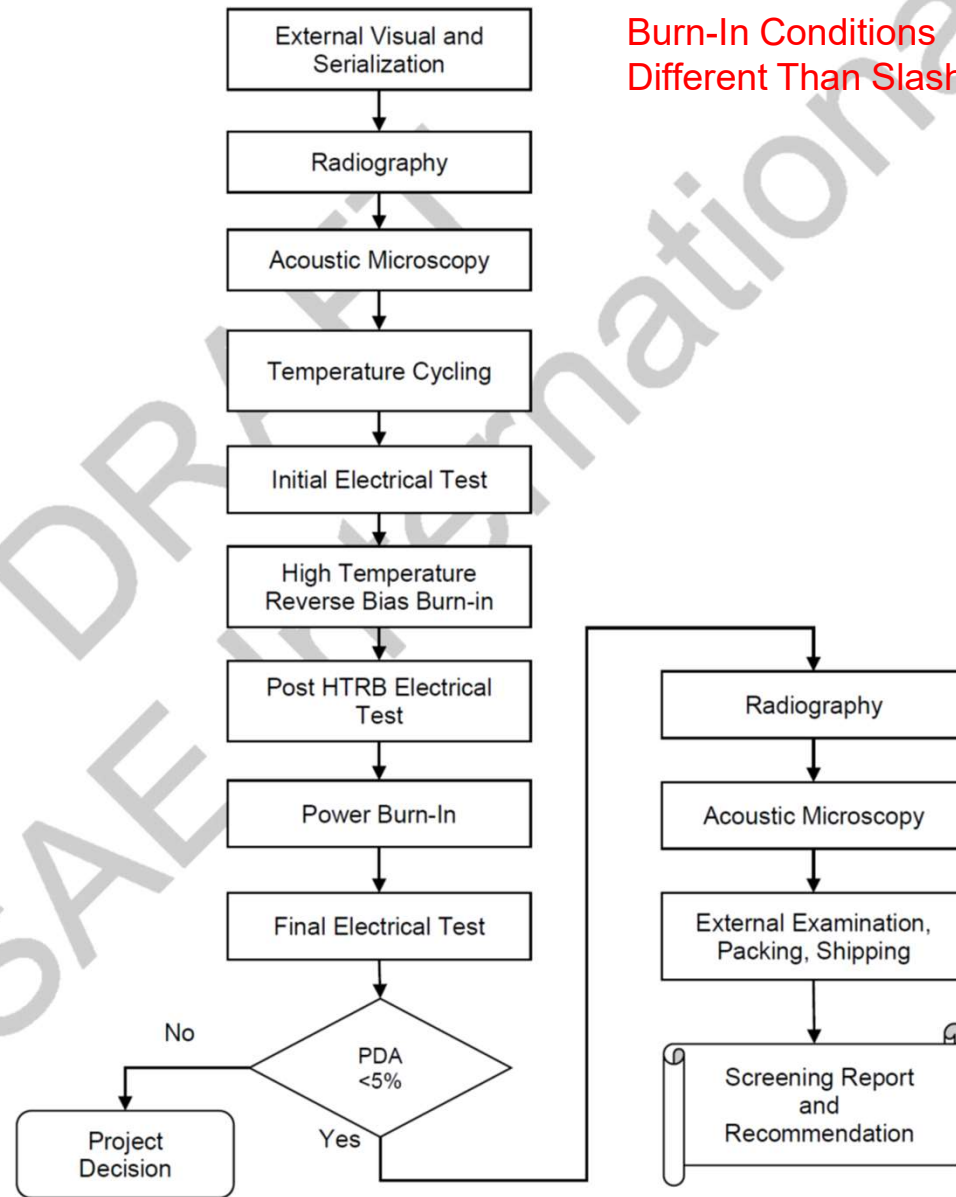 Burn-In Conditions
Different Than Slash
External Visual and
Serialization
Radiography
Acoustic Microscopy
Temperature Cycling
Initial Electrical Test
High Temperature
Reverse Bias Burn-in
Post HTRB Electrical
Test
Power Burn-In
Final Electrical Test
PDA
<5%
No
Project
Decision
Yes
Radiography
Acoustic Microscopy
External Examination,
Packing, Shipping
Screening Report
and
Recommendation
DRAFT
SAE International